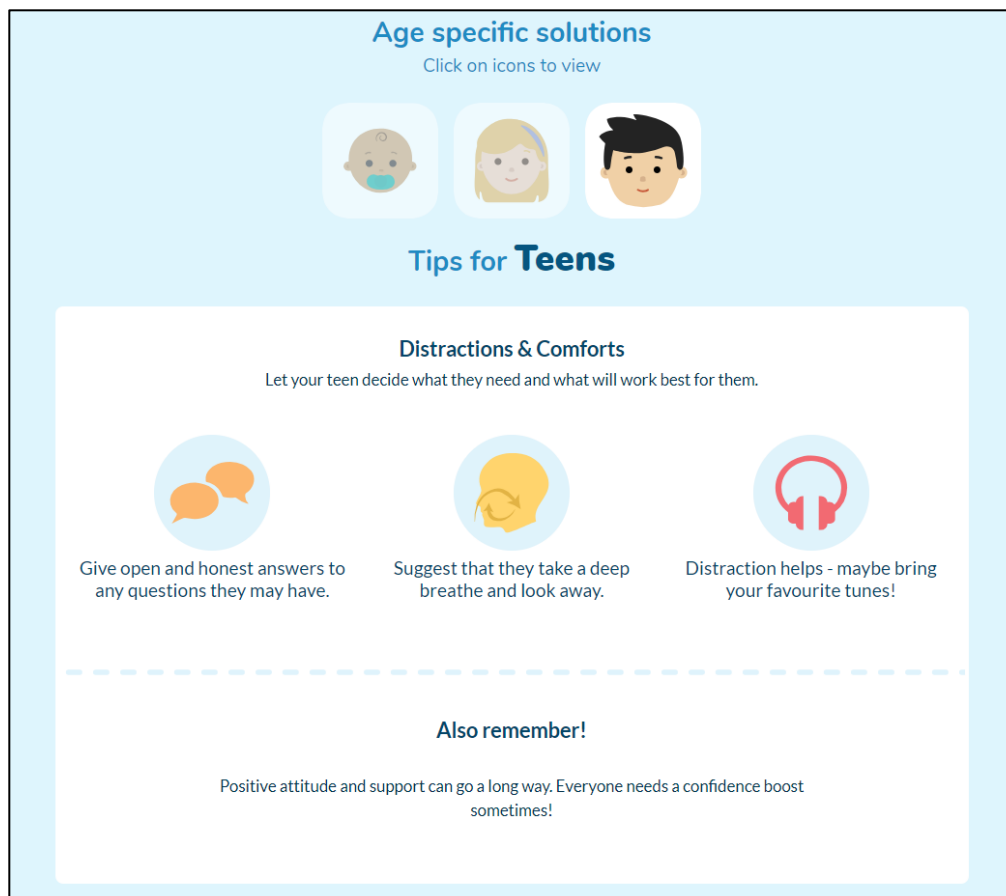 Age specific solutions
Click on icons to view
Tips for Teens
Distractions & Comforts
Let your teen decide what they need and what will work best for them.
Give open and honest answers to
any questions they may have.
Suggest that they take a deep
breathe and look away.
Distraction helps - maybe bring
your favourite tunes!
Also remember!
Positive attitude and support can go a long way. Everyone needs a confidence boost
sometimes!